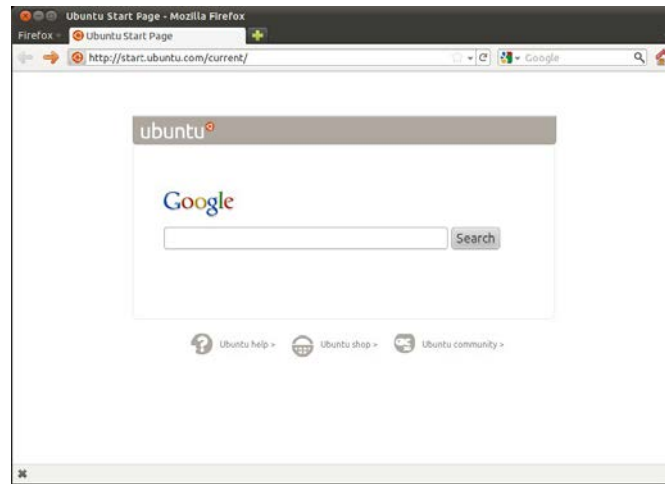 Ubuntu Start Page - Mozilla Firefox
Firefox
Ubuntu Start Page
http://start.ubuntu.com/current/
Google
ubuntu
Google
Search
Ubuntu help >
Ubuntu shop >
Ubuntu community >